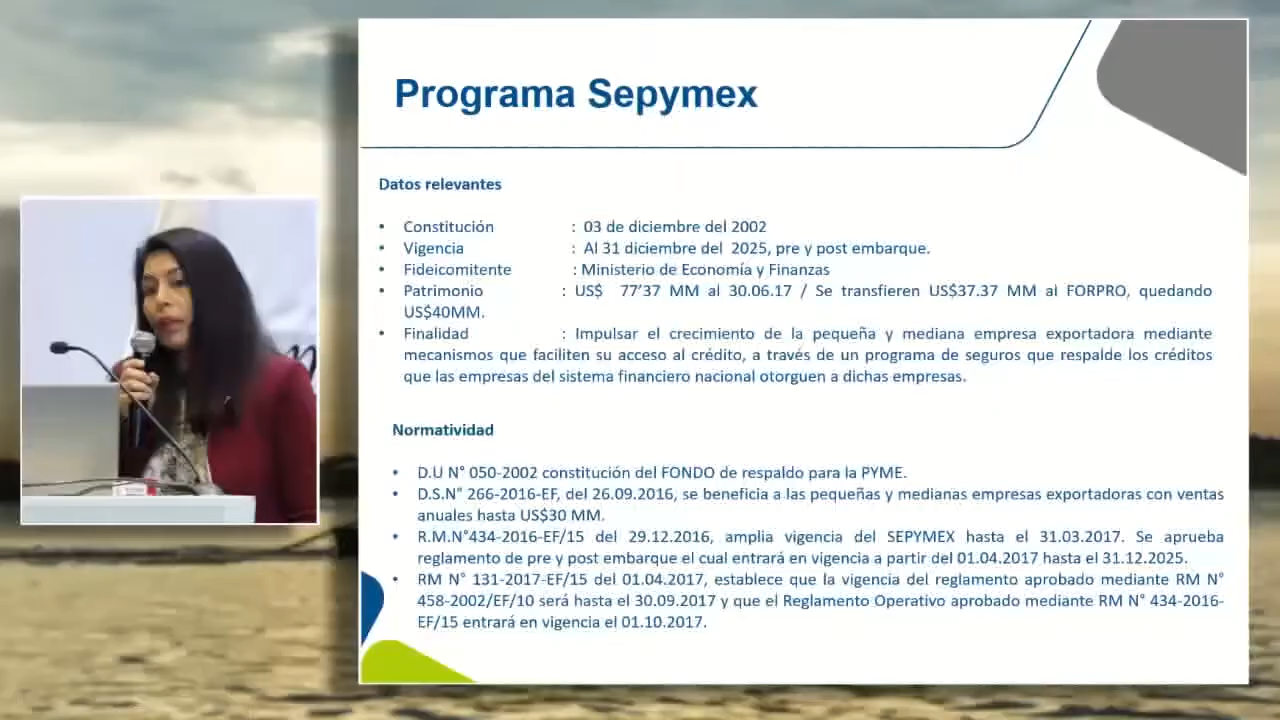 Programa Sepymex
Datos relevantes
• Constitución : 03 de diciembre del 2002
• Vigencia : Al 31 diciembre del 2025, pre y post embarque.
• Fideicomitente : Ministerio de Economía y Finanzas
• Patrimonio : US$ 77’37 MM al 30.06.17 / Se transfieren US$37.37 MM al FORPRO, quedando
US$40MM.
• Finalidad : Impulsar el crecimiento de la pequeña y mediana empresa exportadora mediante
mecanismos que faciliten su acceso al crédito, a través de un programa de seguros que respalde los créditos
que las empresas del sistema financiero nacional otorguen a dichas empresas.
Normatividad
• D.U N° 050-2002 constitución del FONDO de respaldo para la PYME.
• D.S.N° 266-2016-EF, del 26.09.2016, se beneficia a las pequeñas y medianas empresas exportadoras con ventas
anuales hasta US$30 MM.
• R.M.N°434-2016-EF/15 del 29.12.2016, amplia vigencia del SEPYMEX hasta el 31.03.2017. Se aprueba
reglamento de pre y post embarque el cual entrará en vigencia a partir del 01.04.2017 hasta el 31.12.2025.
• RM N° 131-2017-EF/15 del 01.04.2017, establece que la vigencia del reglamento aprobado mediante RM N°
458-2002/EF/10 será hasta el 30.09.2017 y que el Reglamento Operativo aprobado mediante RM N° 434-2016-
EF/15 entrará en vigencia el 01.10.2017.